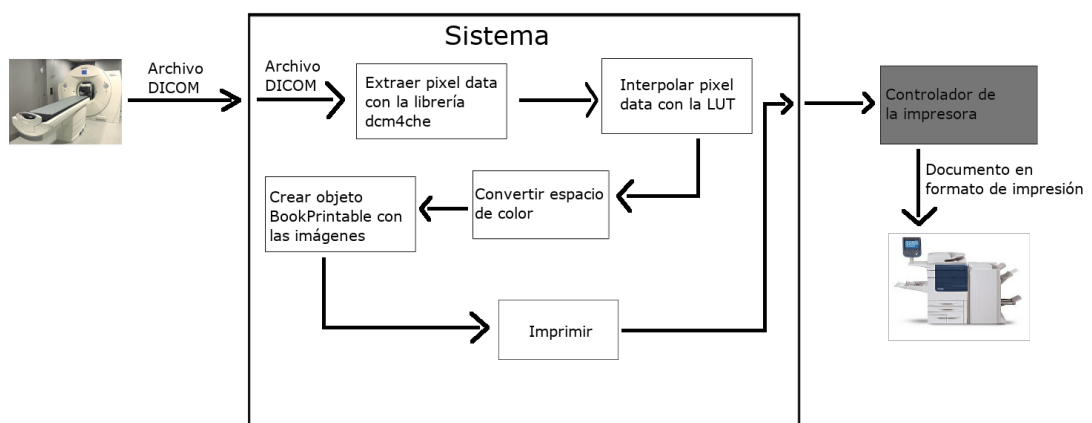 Sistema
Archivo
DICOM
Archivo
DICOM
Extraer pixel data
con la librería
dcm4che
Interpolar pixel
data con la LUT
Controlador de
la impresora
Crear objeto
BookPrintable con
las imágenes
Convertir espacio
de color
Documento en
formato de impresión
Imprimir